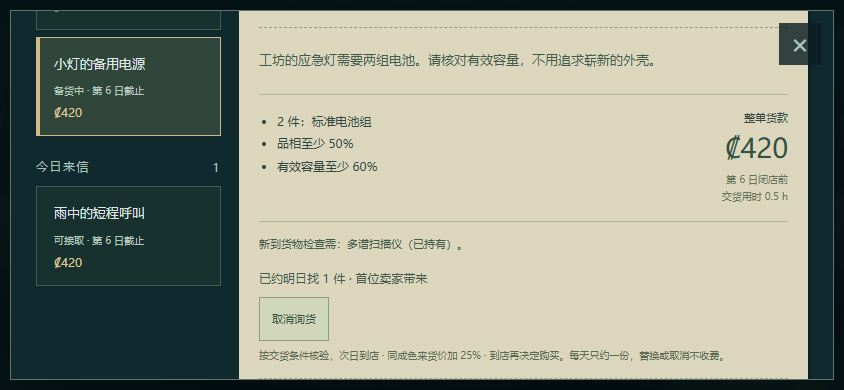 小灯的备用电源
备货中 · 第 6 日截止
₡420
今日来信 1
雨中的短程呼叫
可接取 · 第 6 日截止
₡420
工坊的应急灯需要两组电池。请核对有效容量，不用追求崭新的外壳。
• 2 件：标准电池组
• 品相至少 50%
• 有效容量至少 60%
整单货款
₡420
第 6 日闭店前
交货用时 0.5 h
新到货物检查需：多谱扫描仪（已持有）。
已约明日找 1 件 · 首位卖家带来
取消询货
按交货条件核验，次日到店 · 同成色来货价加 25% · 到店再决定购买。每天只约一份，替换或取消不收费。
×